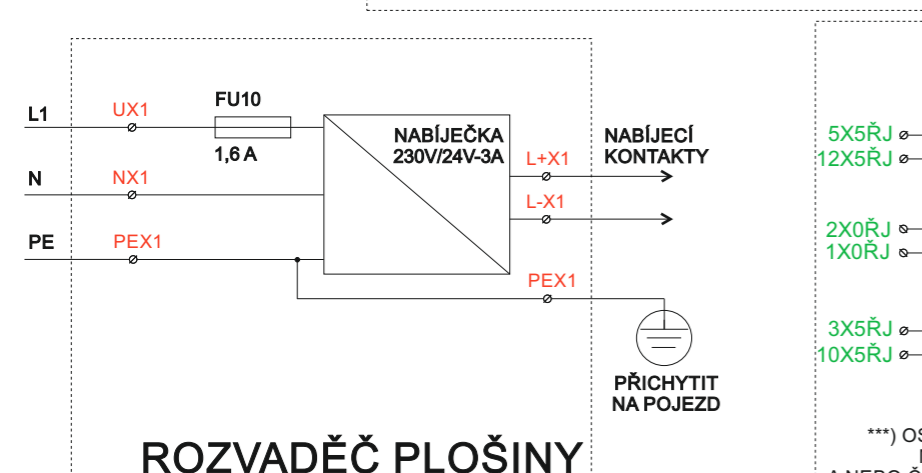 L1
UX1
FU10
1,6 A
N
NX1
PE
PEX1
NABÍJEČKA
230V/24V-3A
L+X1
L-X1
PEX1
NABÍJECÍ
KONTAKTY
PŘICHYTIT
NA POJEZD
ROZVADĚČ PLOŠINY
5X5ŘJ
12X5ŘJ
2X0ŘJ
1X0ŘJ
3X5ŘJ
10X5ŘJ
***)